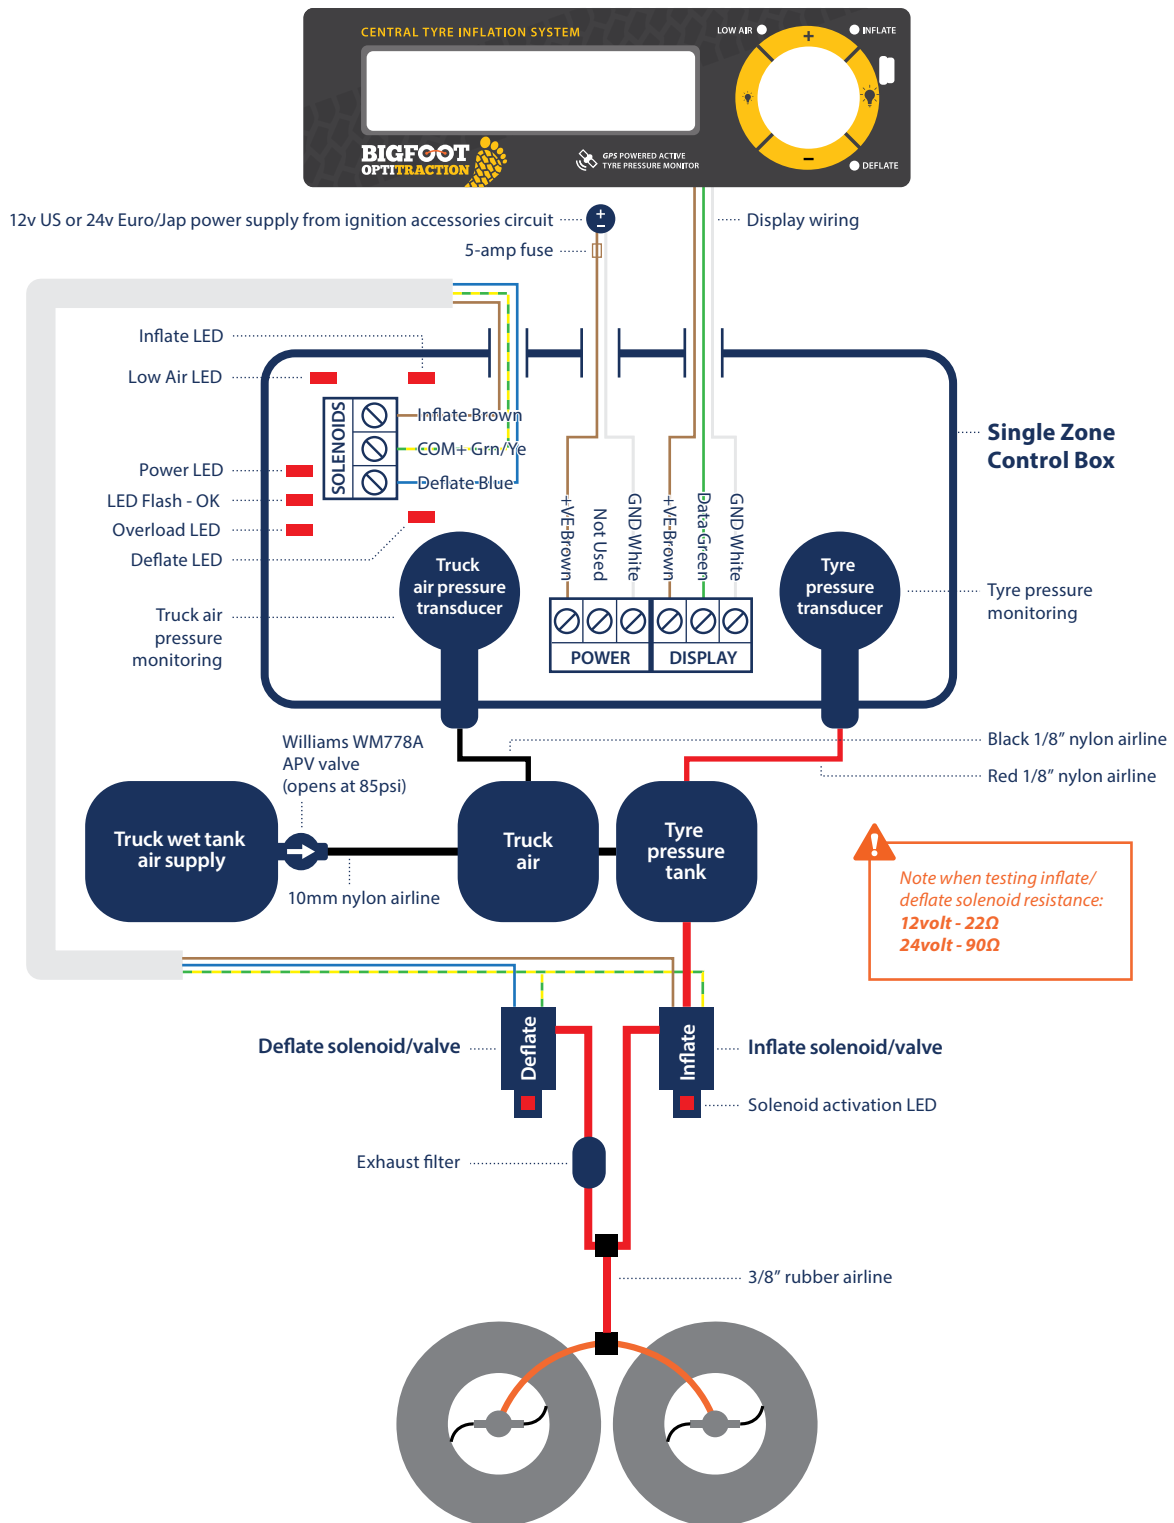 CENTRAL TYRE INFLATION SYSTEM
LOW AIR
INFLATE
+
−
DEFLATE
BIGFOOT
OPTITRACTION
GPS POWERED ACTIVE
TYRE PRESSURE MONITOR
12v US or 24v Euro/Jap power supply from ignition accessories circuit
+
−
Display wiring
5-amp fuse
Inflate LED
Low Air LED
Power LED
LED Flash - OK
Overload LED
Deflate LED
SOLENOIDS
Inflate Brown
COM+ Grn/Ye
Deflate Blue
+VE Brown
Not Used
GND White
+VE Brown
Data Green
GND White
POWER
DISPLAY
Single Zone
Control Box
Truck
air pressure
transducer
Tyre
pressure
transducer
Truck air
pressure
monitoring
Tyre pressure
monitoring
Williams WM778A
APV valve
(opens at 85psi)
Black 1/8” nylon airline
Red 1/8” nylon airline
Truck wet tank
air supply
10mm nylon airline
Truck
air
Tyre
pressure
tank
!
Note when testing inflate/
deflate solenoid resistance:
12volt - 22Ω
24volt - 90Ω
Deflate solenoid/valve
Deflate
Inflate
Inflate solenoid/valve
Solenoid activation LED
Exhaust filter
3/8” rubber airline